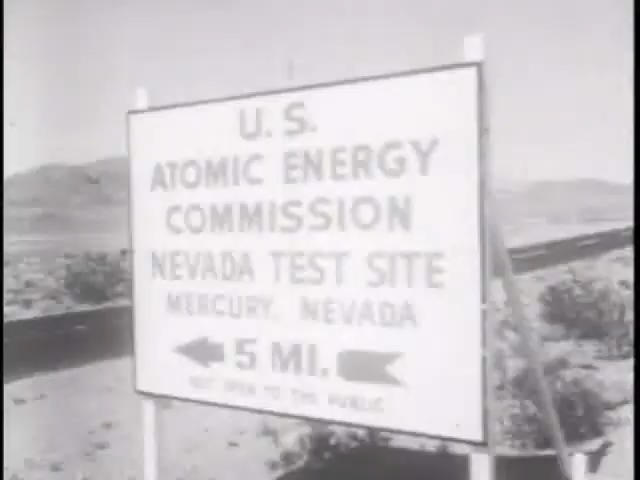 U. S.
ATOMIC ENERGY
COMMISSION
NEVADA TEST SITE
MERCURY, NEVADA
5 MI.
NOT OPEN TO THE PUBLIC